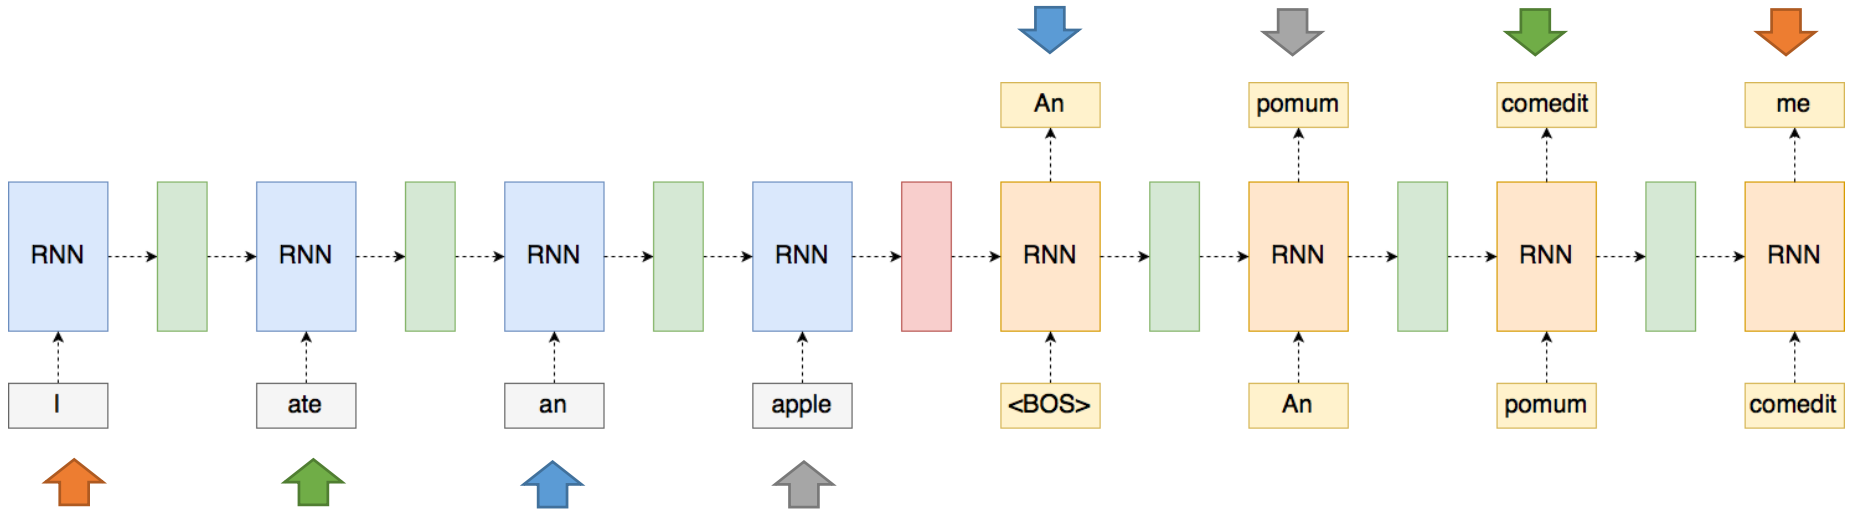 An pomum comedit me
RNN RNN RNN RNN RNN RNN RNN RNN
I ate an apple <BOS> An pomum comedit